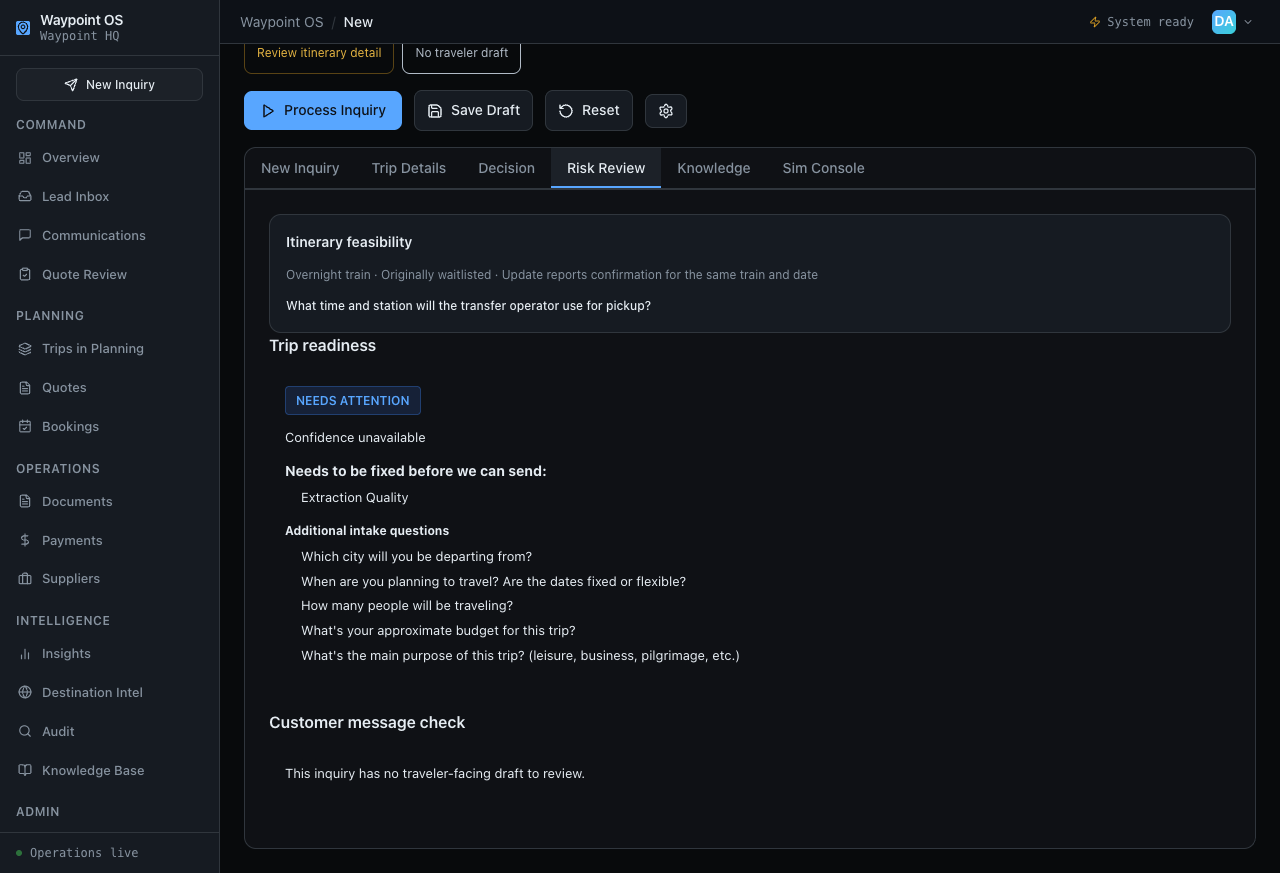 Waypoint OS
Waypoint HQ
New Inquiry
COMMAND
Overview
Lead Inbox
Communications
Quote Review
PLANNING
Trips in Planning
Quotes
Bookings
OPERATIONS
Documents
Payments
Suppliers
INTELLIGENCE
Insights
Destination Intel
Audit
Knowledge Base
ADMIN
Operations live
Waypoint OS / New
System ready
DA
Review itinerary detail
No traveler draft
Process Inquiry
Save Draft
Reset
New Inquiry
Trip Details
Decision
Risk Review
Knowledge
Sim Console
Itinerary feasibility
Overnight train · Originally waitlisted · Update reports confirmation for the same train and date
What time and station will the transfer operator use for pickup?
Trip readiness
NEEDS ATTENTION
Confidence unavailable
Needs to be fixed before we can send:
Extraction Quality
Additional intake questions
Which city will you be departing from?
When are you planning to travel? Are the dates fixed or flexible?
How many people will be traveling?
What's your approximate budget for this trip?
What's the main purpose of this trip? (leisure, business, pilgrimage, etc.)
Customer message check
This inquiry has no traveler-facing draft to review.